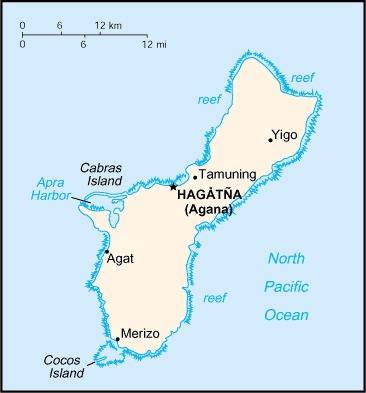 0 6 12 km
0 6 12 mi
reef
reef
Yigo
Cabras
Island
Tamuning
Apra
Harbor
HAGÅTÑA
(Agana)
Agat
North
Pacific
Ocean
reef
Merizo
Cocos
Island